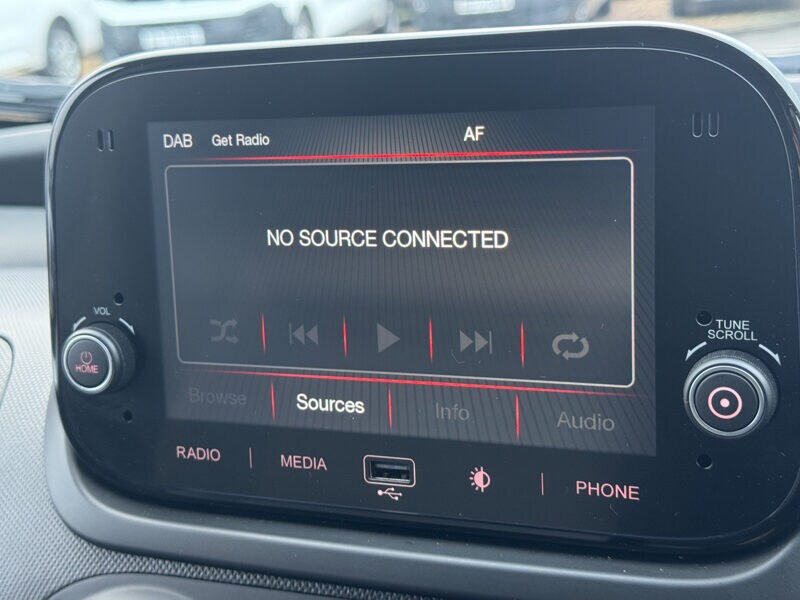 DAB Get Radio AF
NO SOURCE CONNECTED
VOL
HOME
TUNE
SCROLL
Browse Sources Info Audio
RADIO MEDIA PHONE